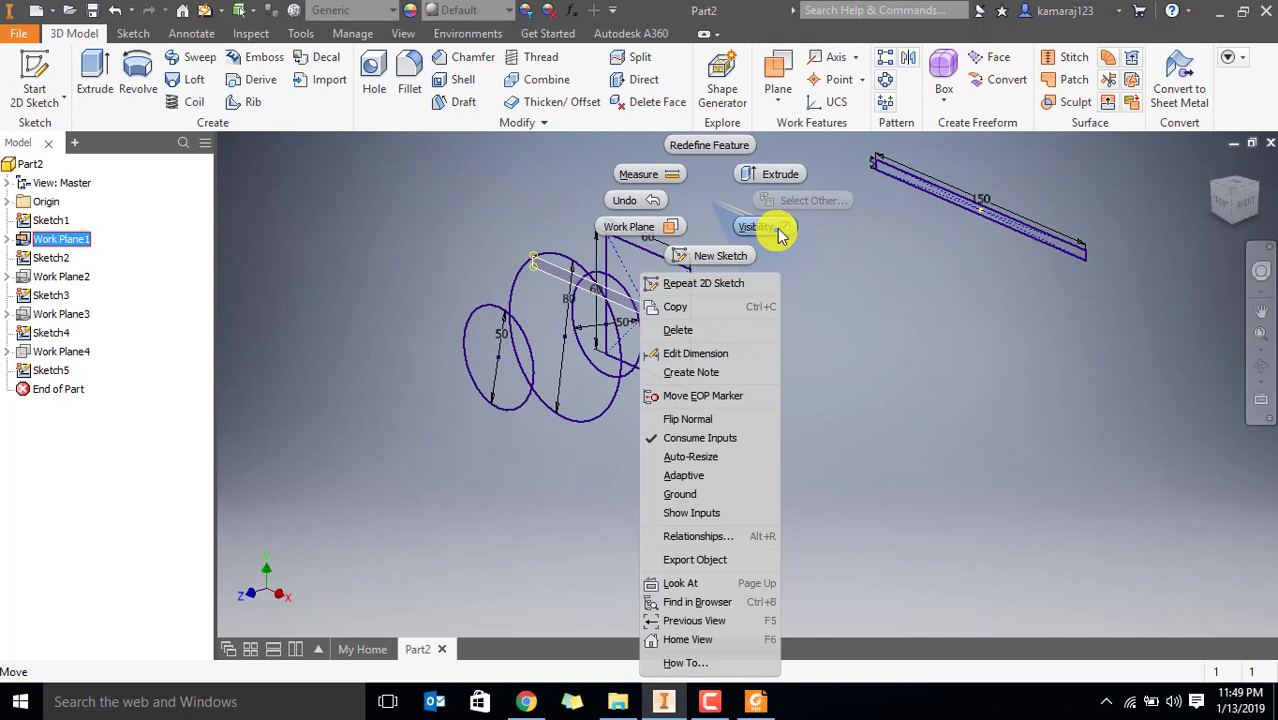 Generic
Default
Part2
Search Help & Commands...
kamaraj123
File
3D Model
Sketch
Annotate
Inspect
Tools
Manage
View
Environments
Get Started
Autodesk A360
Start
2D Sketch
Extrude
Revolve
Sweep
Emboss
Loft
Derive
Coil
Rib
Import
Hole
Fillet
Chamfer
Thread
Shell
Combine
Draft
Thicken/ Offset
Split
Direct
Delete Face
Shape
Generator
Plane
Axis
Point
UCS
Box
Face
Convert
Stitch
Patch
Sculpt
Convert to
Sheet Metal
Sketch
Create
Modify
Explore
Work Features
Pattern
Create Freeform
Surface
Convert
Model
Part2
View: Master
Origin
Sketch1
Work Plane1
Sketch2
Work Plane2
Sketch3
Work Plane3
Sketch4
Work Plane4
Sketch5
End of Part
Redefine Feature
Measure
Extrude
Undo
Select Other...
Work Plane
Visibility
New Sketch
Repeat 2D Sketch
Copy Ctrl+C
Delete
Edit Dimension
Create Note
Move EOP Marker
Flip Normal
Consume Inputs
Auto-Resize
Adaptive
Ground
Show Inputs
Relationships... Alt+R
Export Object
Look At Page Up
Find in Browser Ctrl+B
Previous View F5
Home View F6
How To...
50
80
60
50
60
5
150
FRONT
RIGHT
Y
Z
X
My Home
Part2
Move
1 1
Search the web and Windows
11:49 PM
1/13/2019